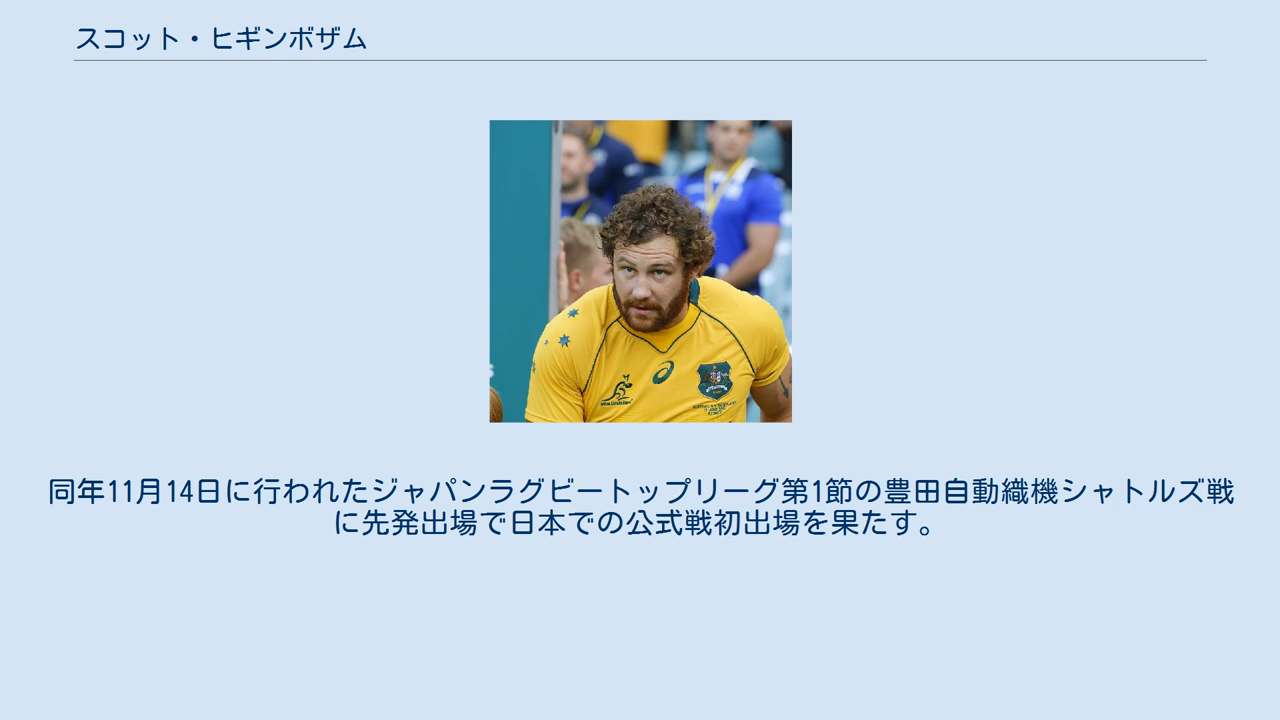 スコット・ヒギンボザム
同年11月14日に行われたジャパンラグビートップリーグ第1節の豊田自動織機シャトルズ戦
に先発出場で日本での公式戦初出場を果たす。